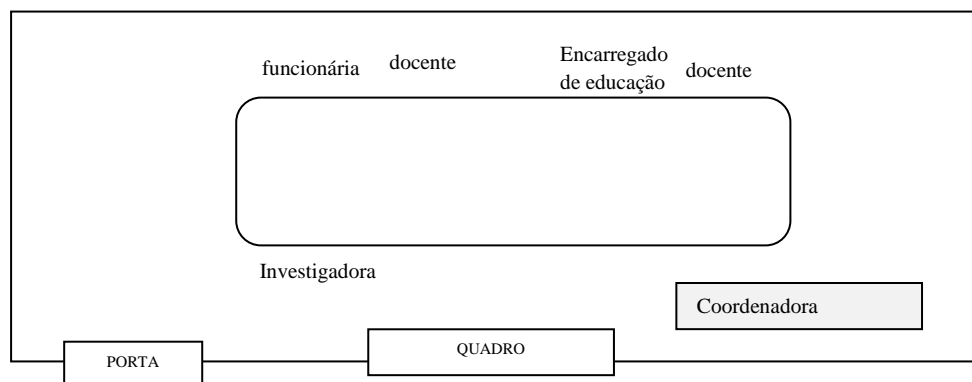 funcionária
docente
Encarregado
de educação
docente
Investigadora
Coordenadora
PORTA
QUADRO